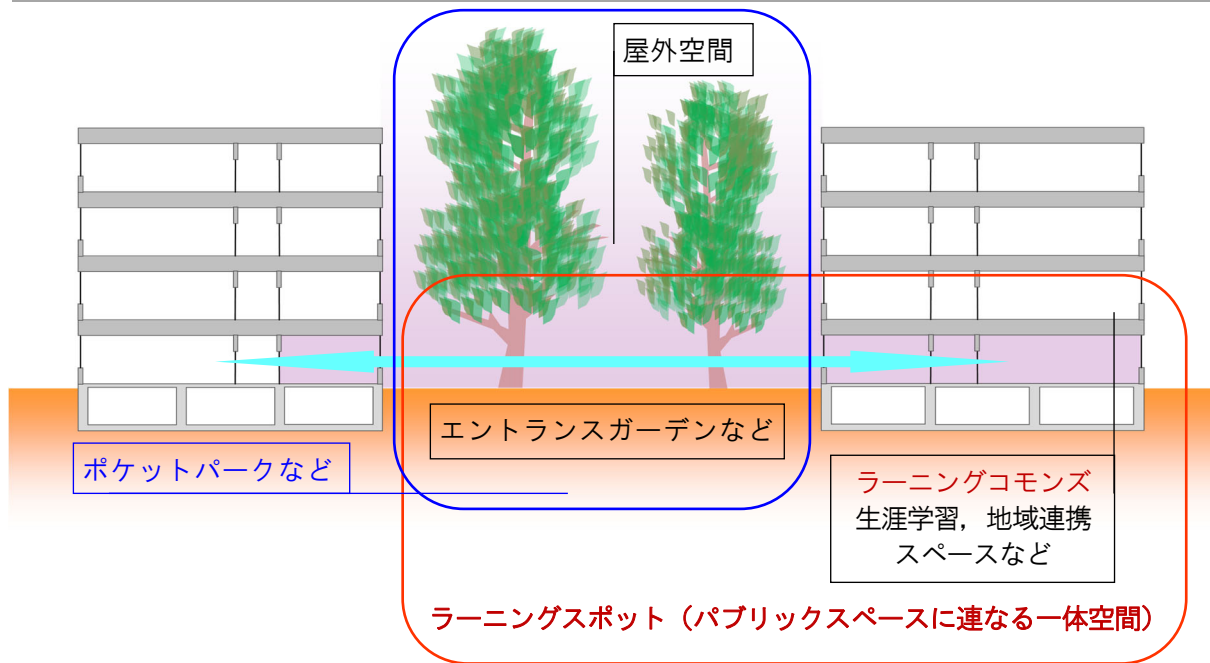 屋外空間
エントランスガーデンなど
ポケットパークなど
ラーニングコモンズ
生涯学習，地域連携
スペースなど
ラーニングスポット（パブリックスペースに連なる一体空間）